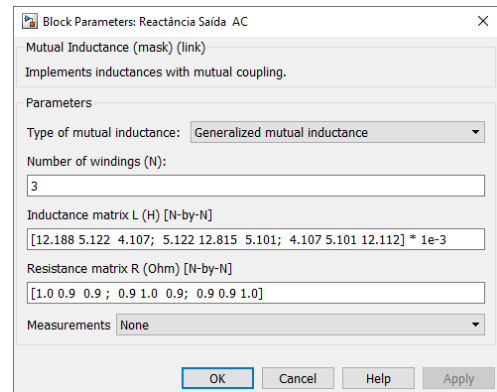 Block Parameters: Reactância Saída  AC
Mutual Inductance (mask) (link)
Implements inductances with mutual coupling.
Parameters
Type of mutual inductance: Generalized mutual inductance
Number of windings (N):
3
Inductance matrix L (H) [N-by-N]
[12.188 5.122  4.107;  5.122 12.815  5.101;  4.107 5.101 12.112] * 1e-3
Resistance matrix R (Ohm) [N-by-N]
[1.0 0.9  0.9 ;  0.9 1.0  0.9;  0.9 0.9 1.0]
Measurements None
OK Cancel Help Apply